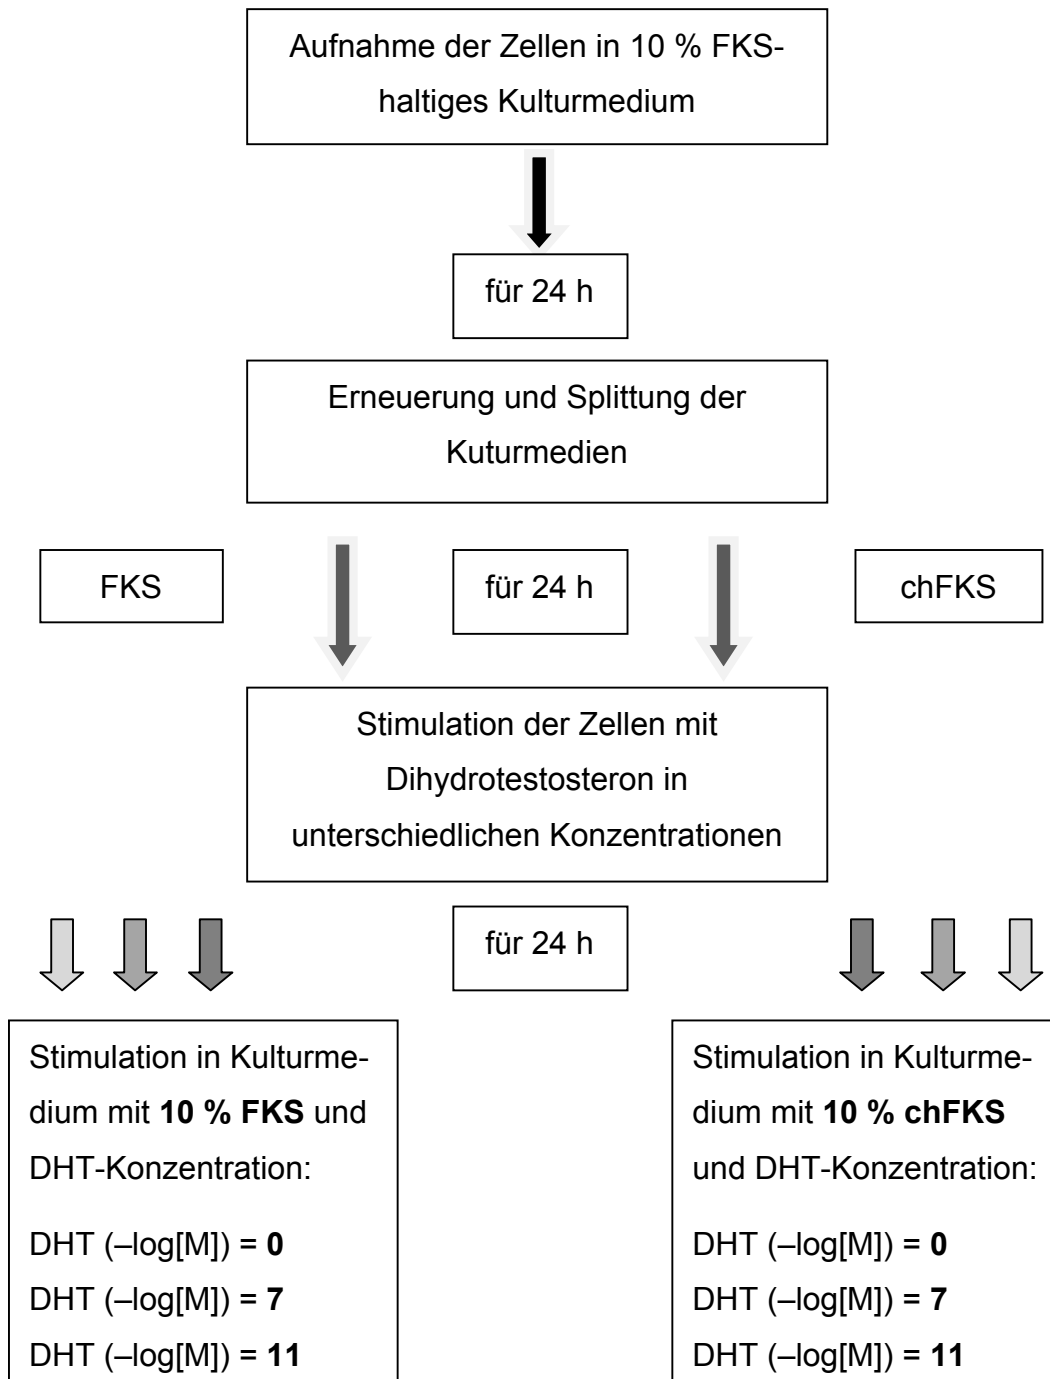 Aufnahme der Zellen in 10 % FKS-
haltiges Kulturmedium
für 24 h
Erneuerung und Splittung der
Kuturmedien
FKS
für 24 h
chFKS
Stimulation der Zellen mit
Dihydrotestosteron in
unterschiedlichen Konzentrationen
für 24 h
Stimulation in Kulturme-
dium mit 10 % FKS und
DHT-Konzentration:
DHT (–log[M]) = 0
DHT (–log[M]) = 7
DHT (–log[M]) = 11
Stimulation in Kulturme-
dium mit 10 % chFKS
und DHT-Konzentration:
DHT (–log[M]) = 0
DHT (–log[M]) = 7
DHT (–log[M]) = 11